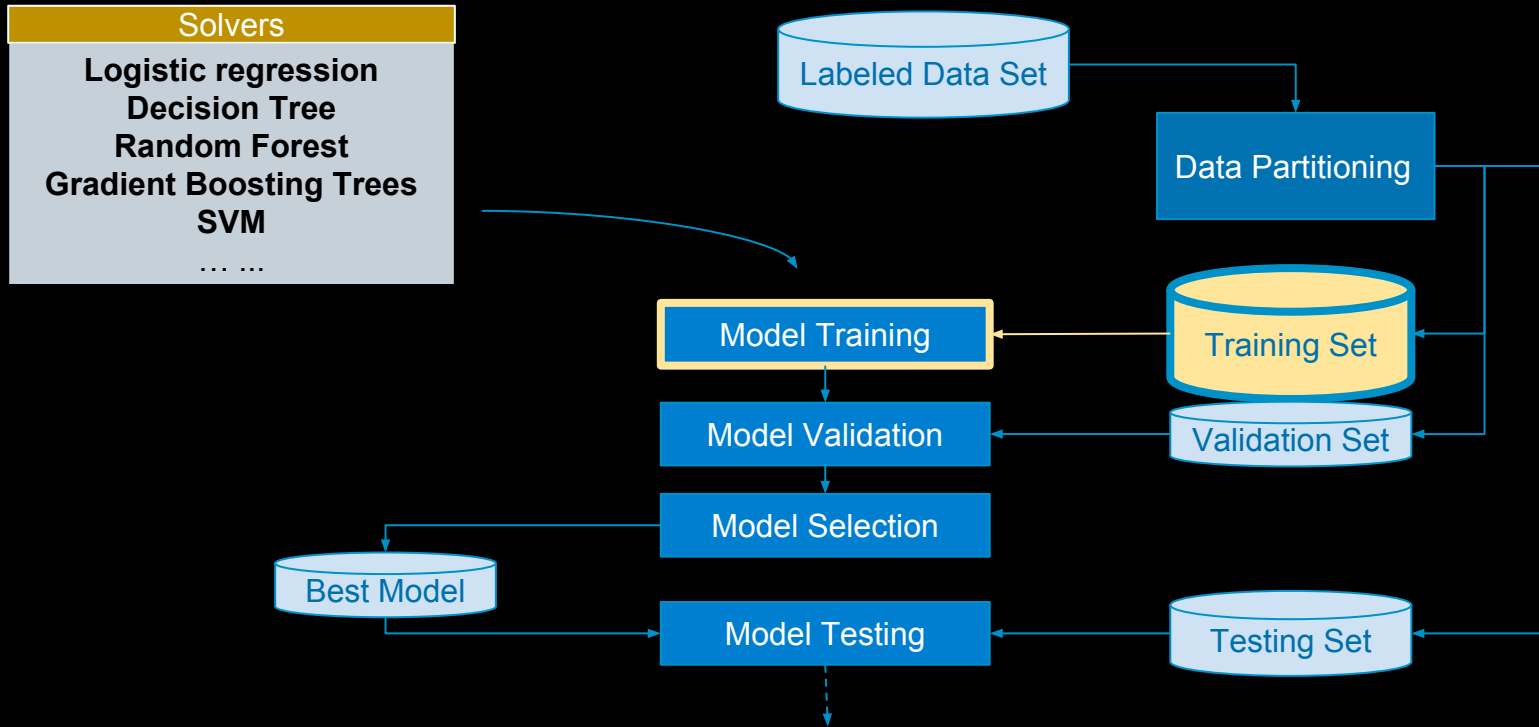 Solvers
Logistic regression
Decision Tree
Random Forest
Gradient Boosting Trees
SVM
… ...
Labeled Data Set
Data Partitioning
Model Training
Training Set
Model Validation
Validation Set
Model Selection
Best Model
Model Testing
Testing Set